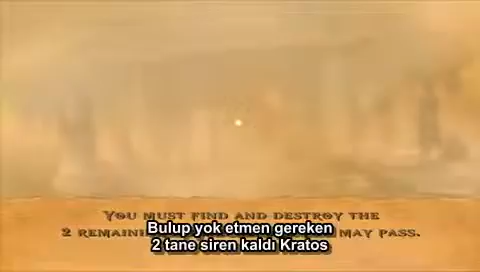 You must find and destroy the
Bulup yok etmen gereken
2 remain may pass.
2 tane siren kaldı Kratos